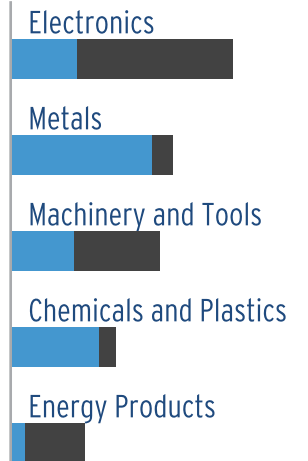 Electronics
Metals
Machinery and Tools
Chemicals and Plastics
Energy Products